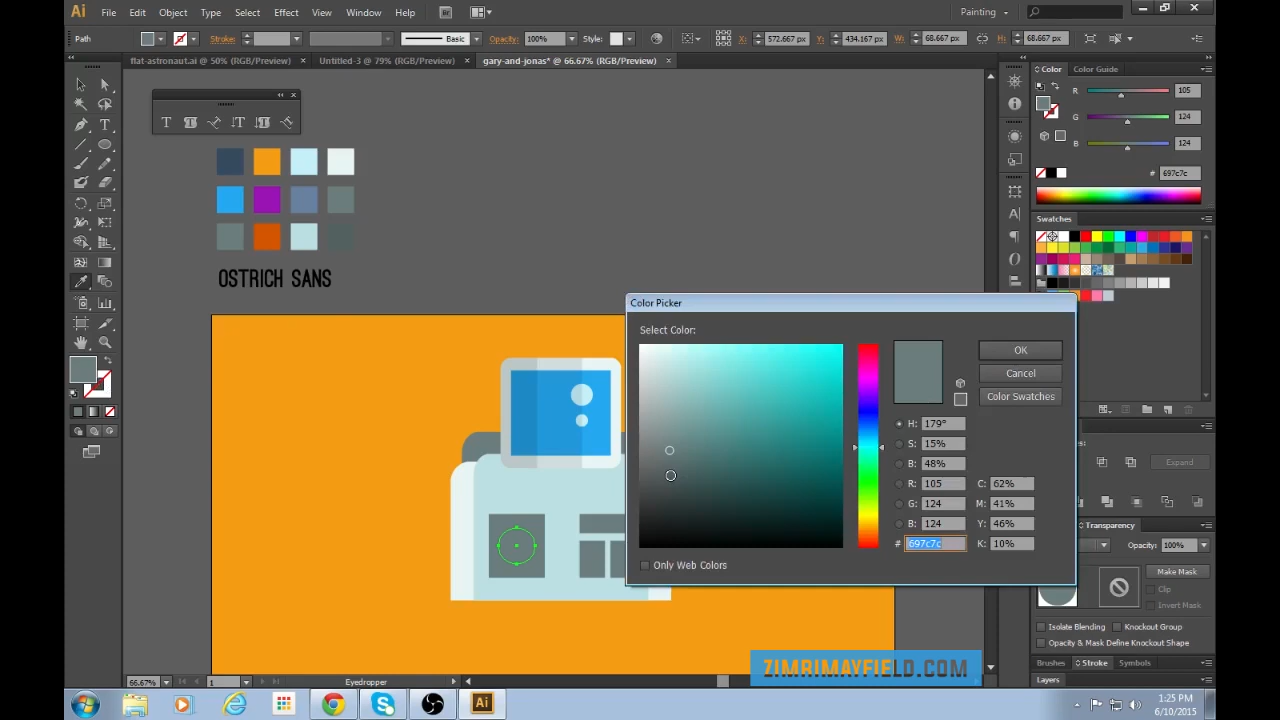 Ai File Edit Object Type Select Effect View Window Help Br Painting
Path Stroke: Basic Opacity: 100% Style: X: 572.667 px Y: 434.167 px W: 68.667 px H: 68.667 px
flat-astronaut.ai @ 50% (RGB/Preview) × Untitled-3 @ 79% (RGB/Preview) × gary-and-jonas* @ 66.67% (RGB/Preview) ×
Color Color Guide
R 105
G 124
B 124
# 697c7c
Swatches
OSTRICH SANS
Color Picker
Select Color:
OK
Cancel
Color Swatches
H: 179°
S: 15%
B: 48%
R: 105 C: 62%
G: 124 M: 41%
B: 124 Y: 46%
# 697c7c K: 10%
Only Web Colors
Expand
Transparency
Opacity: 100%
Make Mask
Clip
Invert Mask
Isolate Blending Knockout Group
Opacity & Mask Define Knockout Shape
Brushes Stroke Symbols
Layers
ZIMRIMAYFIELD.COM
66.67% 1 Eyedropper
1:25 PM
6/10/2015